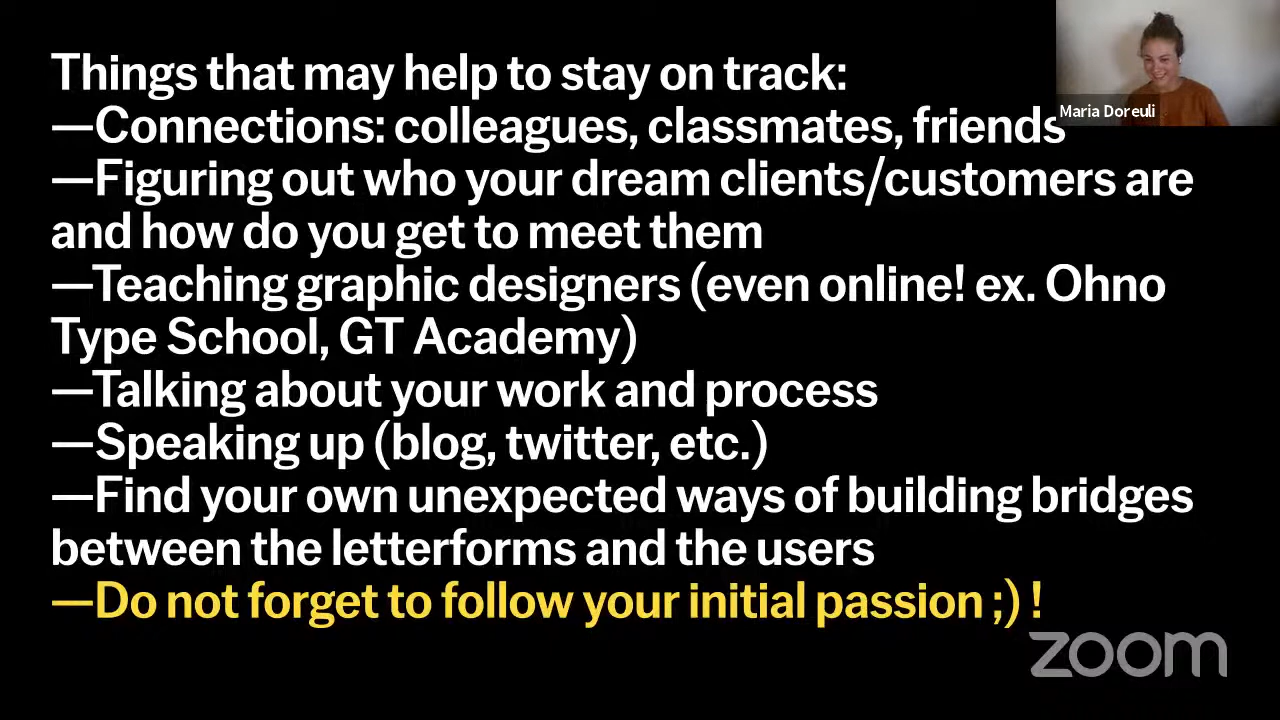 Things that may help to stay on track:
—Connections: colleagues, classmates, friends
—Figuring out who your dream clients/customers are
and how do you get to meet them
—Teaching graphic designers (even online! ex. Ohno
Type School, GT Academy)
—Talking about your work and process
—Speaking up (blog, twitter, etc.)
—Find your own unexpected ways of building bridges
between the letterforms and the users
—Do not forget to follow your initial passion ;) !
Maria Doreuli
zoom